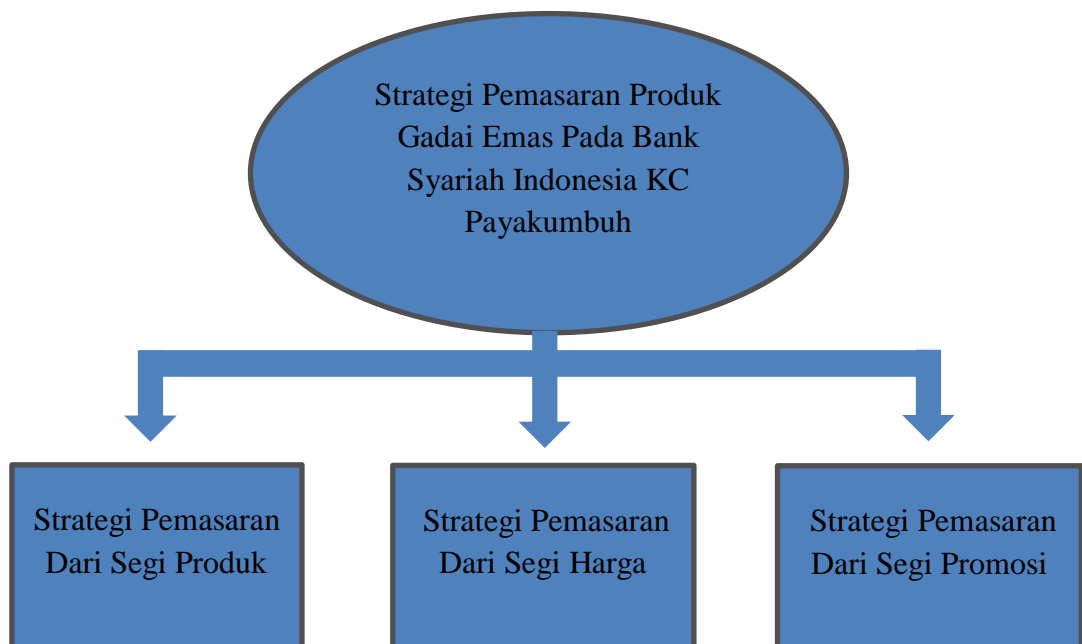 Strategi Pemasaran Produk
Gadai Emas Pada Bank
Syariah Indonesia KC
Payakumbuh
Strategi Pemasaran
Dari Segi Produk
Strategi Pemasaran
Dari Segi Harga
Strategi Pemasaran
Dari Segi Promosi